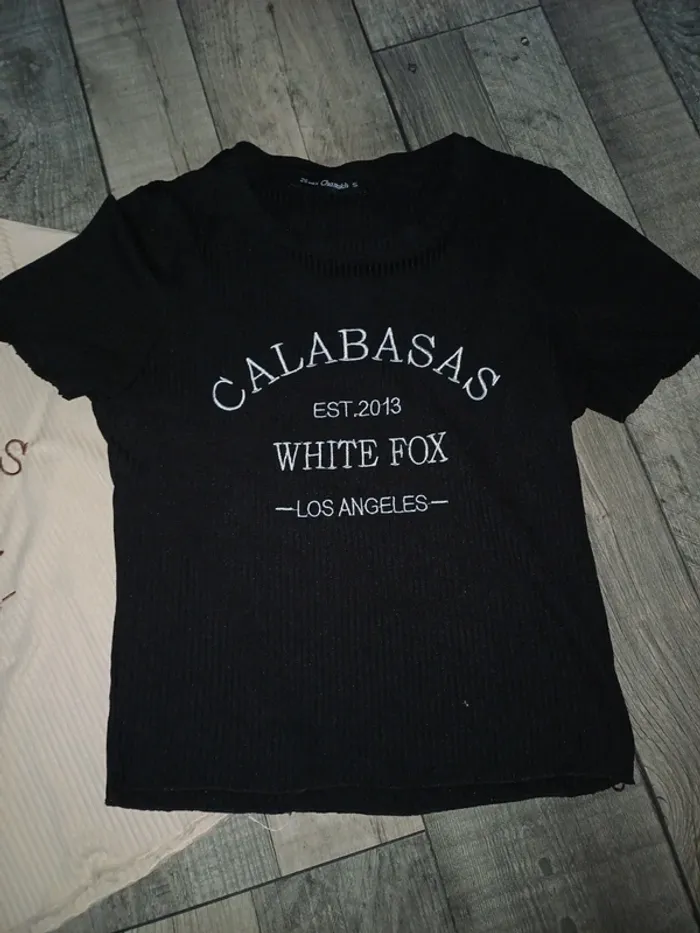 S
CALABASAS
EST.2013
WHITE FOX
—LOS ANGELES—
S